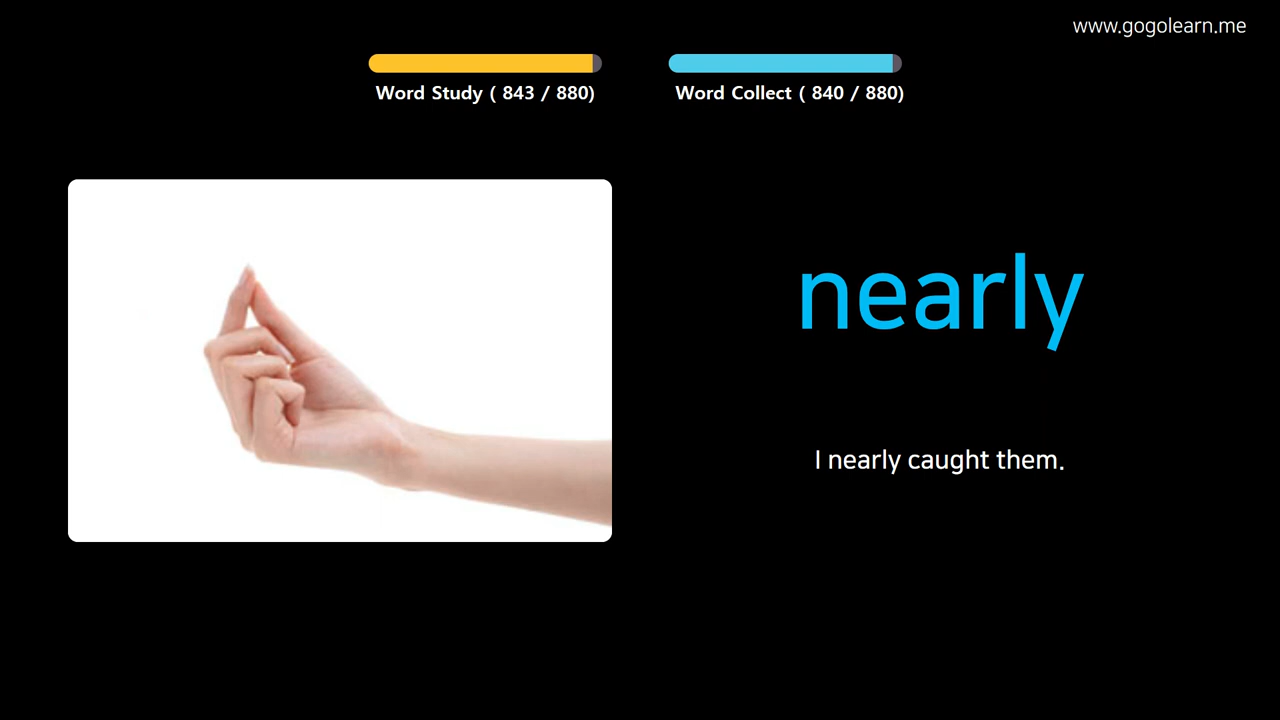 www.gogolearn.me
Word Study ( 843 / 880)
Word Collect ( 840 / 880)
nearly
I nearly caught them.